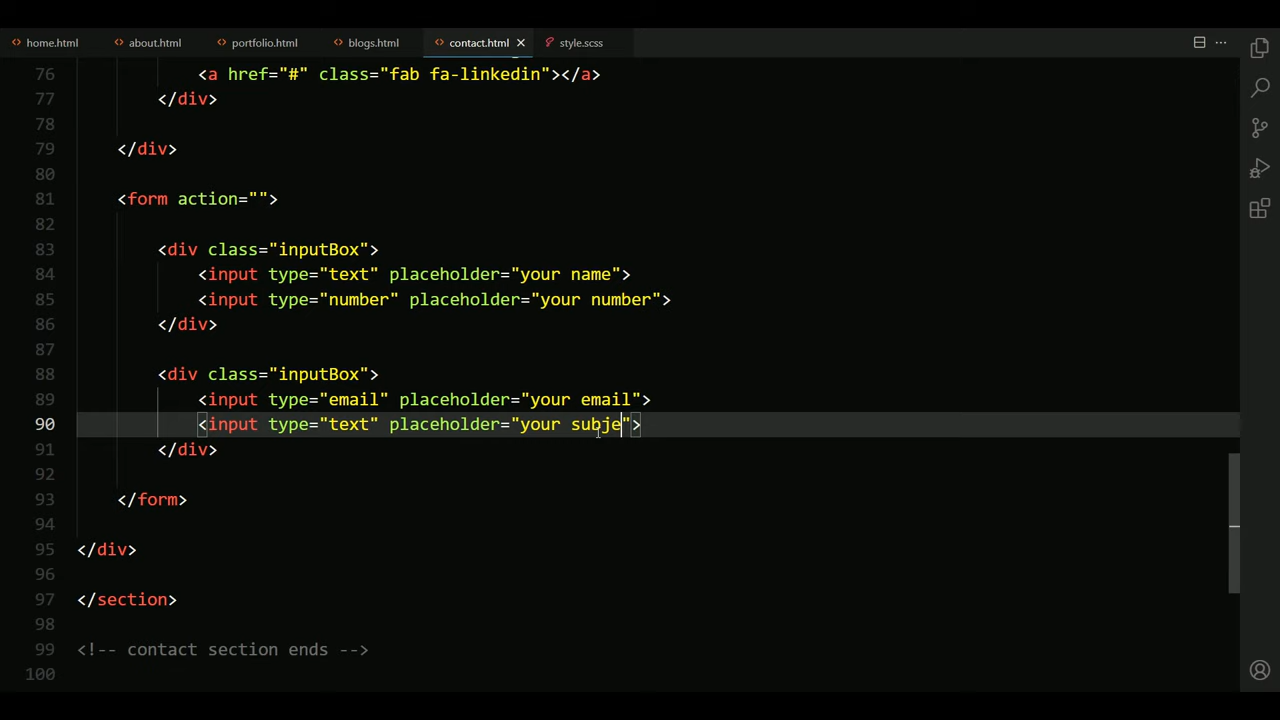 home.html about.html portfolio.html blogs.html contact.html style.scss
76 <a href="#" class="fab fa-linkedin"></a>
77 </div>
78
79 </div>
80
81 <form action="">
82
83 <div class="inputBox">
84 <input type="text" placeholder="your name">
85 <input type="number" placeholder="your number">
86 </div>
87
88 <div class="inputBox">
89 <input type="email" placeholder="your email">
90 <input type="text" placeholder="your subje">
91 </div>
92
93 </form>
94
95 </div>
96
97 </section>
98
99 <!-- contact section ends -->
100